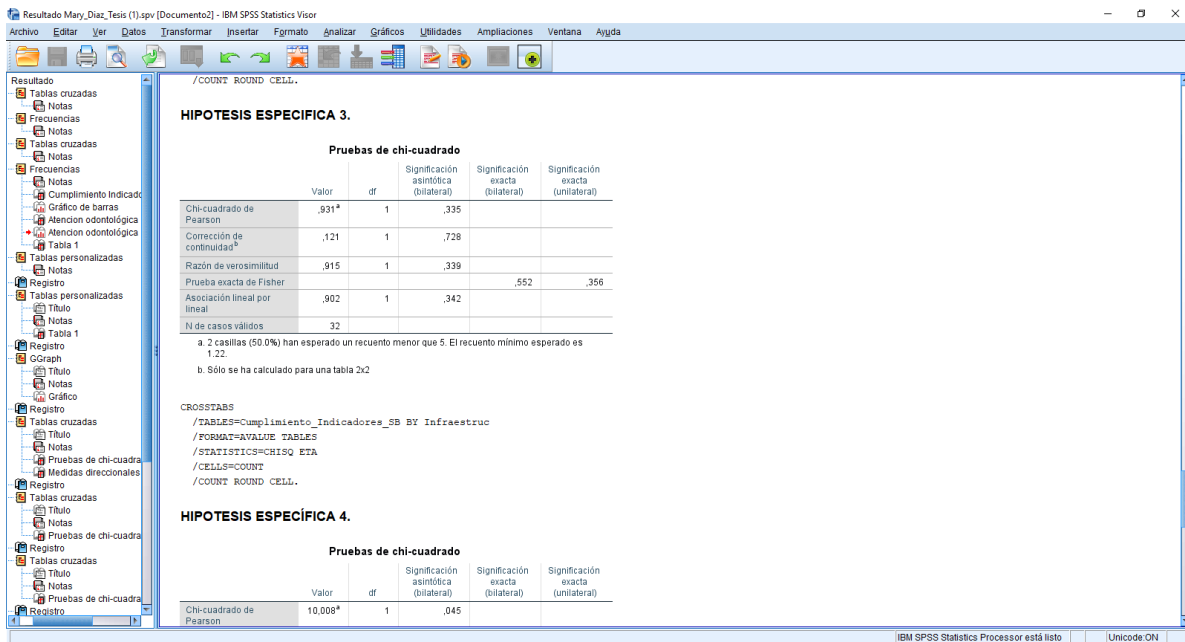 Resultado Mary_Diaz_Tesis (1).spv [Documento2] - IBM SPSS Statistics Visor
Archivo Editar Ver Datos Transformar Insertar Formato Analizar Gráficos Utilidades Ampliaciones Ventana Ayuda
Resultado
Tablas cruzadas
Notas
Frecuencias
Notas
Tablas cruzadas
Notas
Frecuencias
Notas
Cumplimiento Indicado
Gráfico de barras
Atencion odontológica
Atencion odontológica
Tabla 1
Tablas personalizadas
Notas
Registro
Tablas personalizadas
Título
Notas
Tabla 1
Registro
GGraph
Título
Notas
Gráfico
Registro
Tablas cruzadas
Título
Notas
Pruebas de chi-cuadra
Medidas direccionales
Registro
Tablas cruzadas
Título
Notas
Pruebas de chi-cuadra
Registro
Tablas cruzadas
Título
Notas
Pruebas de chi-cuadra
Registro
/COUNT ROUND CELL.
HIPOTESIS ESPECIFICA 3.
Pruebas de chi-cuadrado
Valor df Significación asintótica (bilateral) Significación exacta (bilateral) Significación exacta (unilateral)
Chi-cuadrado de Pearson ,931a 1 ,335
Corrección de continuidadb ,121 1 ,728
Razón de verosimilitud ,915 1 ,339
Prueba exacta de Fisher ,552 ,356
Asociación lineal por lineal ,902 1 ,342
N de casos válidos 32
a. 2 casillas (50.0%) han esperado un recuento menor que 5. El recuento mínimo esperado es
1.22.
b. Sólo se ha calculado para una tabla 2x2
CROSSTABS
/TABLES=Cumplimiento_Indicadores_SB BY Infraestruc
/FORMAT=AVALUE TABLES
/STATISTICS=CHISQ ETA
/CELLS=COUNT
/COUNT ROUND CELL.
HIPOTESIS ESPECÍFICA 4.
Pruebas de chi-cuadrado
Valor df Significación asintótica (bilateral) Significación exacta (bilateral) Significación exacta (unilateral)
Chi-cuadrado de Pearson 10,008a 1 ,045
IBM SPSS Statistics Processor está listo Unicode:ON